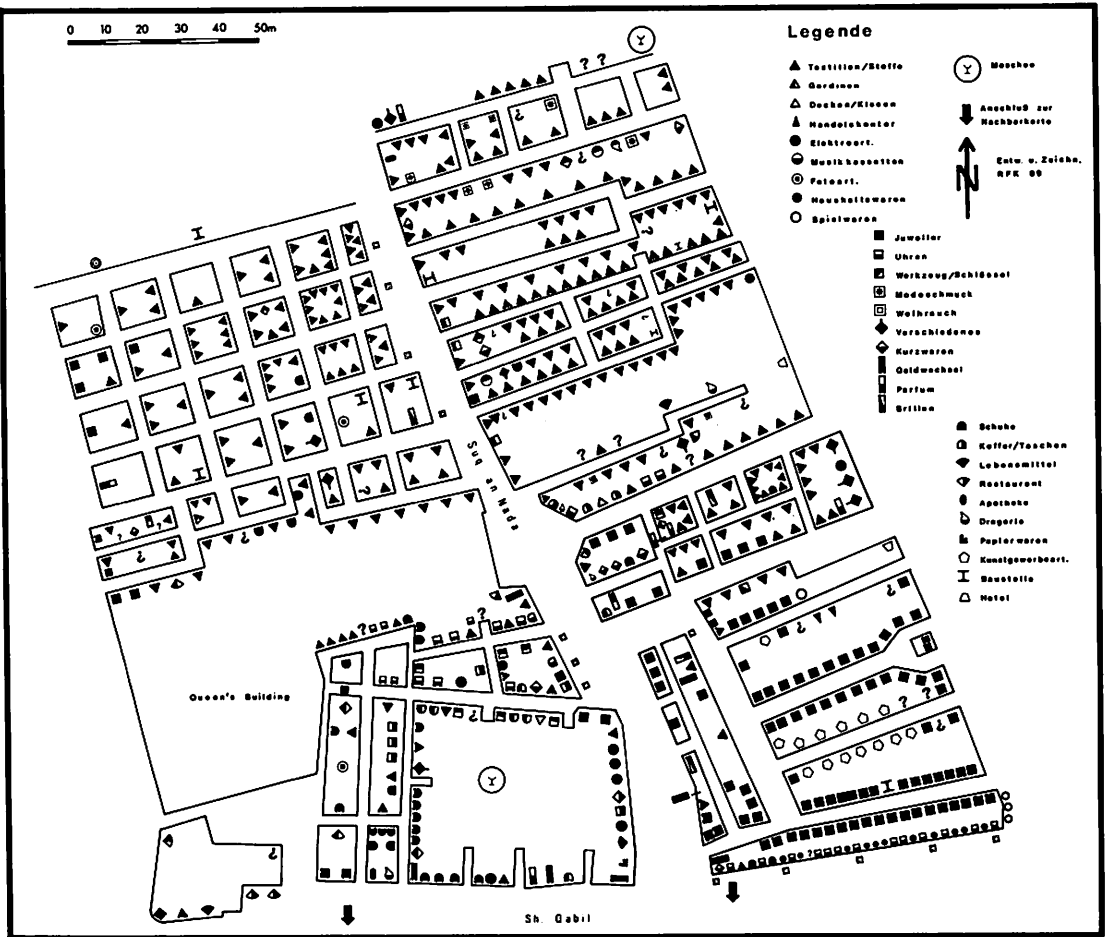 0 10 20 30 40 50m
Legende
Textilien/Stoffe
Gardinen
Decken/Kissen
Handelskontor
Elektroart.
Musikkassetten
Fotoart.
Haushaltswaren
Spielwaren
Moschee
Anschluß zur
Nachbarkarte
N
Entw. u. Zeichn.
RFK 89
Juwelier
Uhren
Werkzeug/Schlüssel
Modeschmuck
Weihrauch
Verschiedenes
Kurzwaren
Geldwechsel
Parfum
Brillen
Schuhe
Koffer/Taschen
Lebensmittel
Restaurant
Apotheke
Drogerie
Papierwaren
Kunstgewerbeart.
Baustelle
Hotel
Suq an Nada
Queen's Building
Sh. Qabil